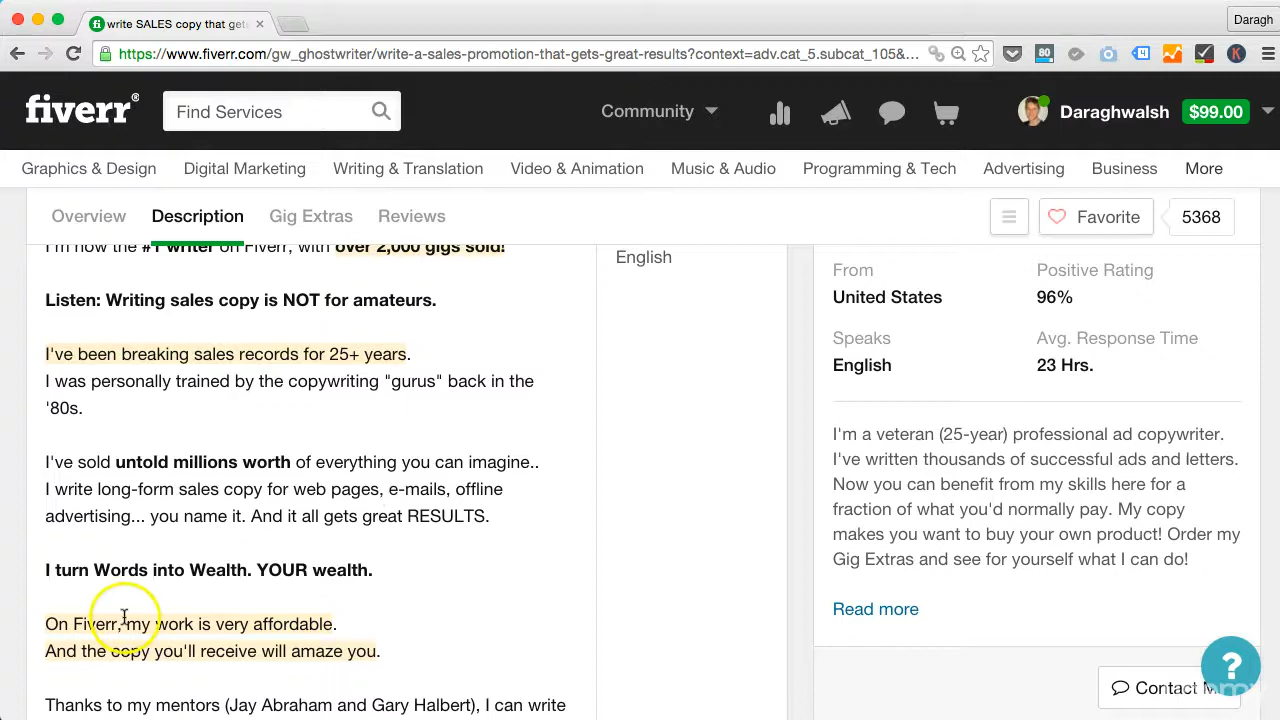 write SALES copy that get
Daragh
https://www.fiverr.com/gw_ghostwriter/write-a-sales-promotion-that-gets-great-results?context=adv.cat_5.subcat_105&...
80
4
K
fiverr®
Find Services
Community
Daraghwalsh
$99.00
Graphics & Design
Digital Marketing
Writing & Translation
Video & Animation
Music & Audio
Programming & Tech
Advertising
Business
More
Overview
Description
Gig Extras
Reviews
Favorite
5368
I'm now the #1 writer on Fiverr, with over 2,000 gigs sold!
Listen: Writing sales copy is NOT for amateurs.
I've been breaking sales records for 25+ years.
I was personally trained by the copywriting "gurus" back in the
'80s.
I've sold untold millions worth of everything you can imagine..
I write long-form sales copy for web pages, e-mails, offline
advertising... you name it. And it all gets great RESULTS.
I turn Words into Wealth. YOUR wealth.
On Fiverr, my work is very affordable.
And the copy you'll receive will amaze you.
Thanks to my mentors (Jay Abraham and Gary Halbert), I can write
English
From
United States
Positive Rating
96%
Speaks
English
Avg. Response Time
23 Hrs.
I'm a veteran (25-year) professional ad copywriter.
I've written thousands of successful ads and letters.
Now you can benefit from my skills here for a
fraction of what you'd normally pay. My copy
makes you want to buy your own product! Order my
Gig Extras and see for yourself what I can do!
Read more
?
Contact